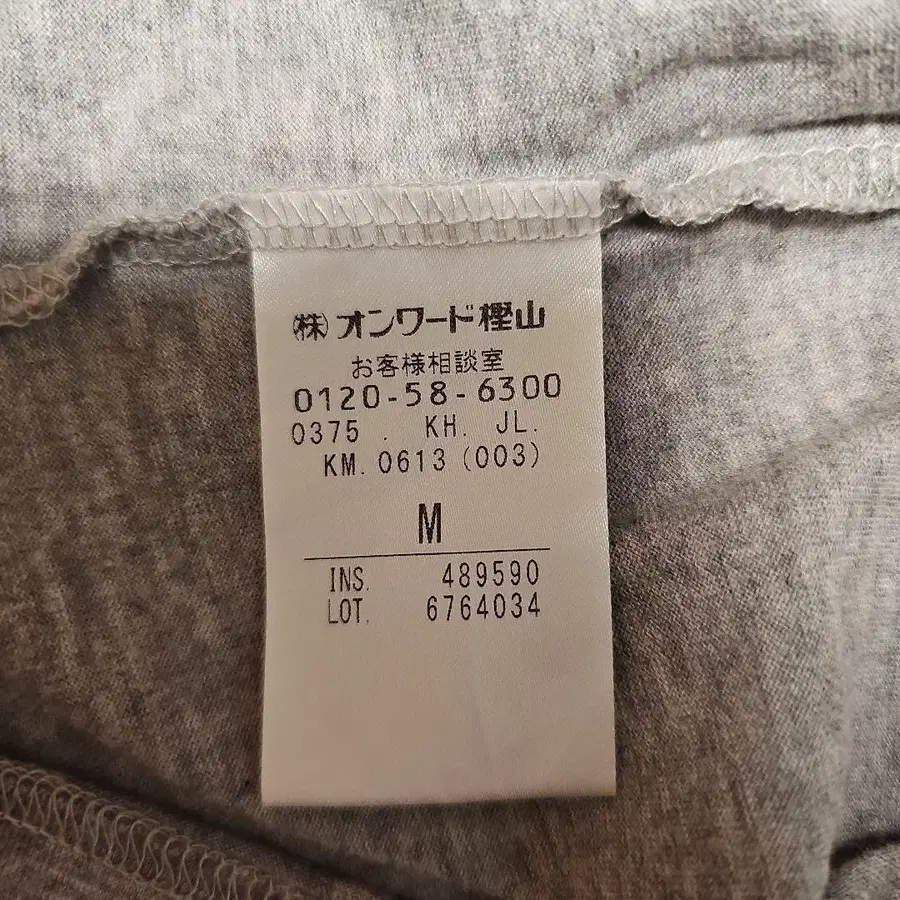 ㈱オンワード樫山
お客様相談室
0120-58-6300
0375 . KH. JL.
KM. 0613 (003)
M
INS. 489590
LOT. 6764034